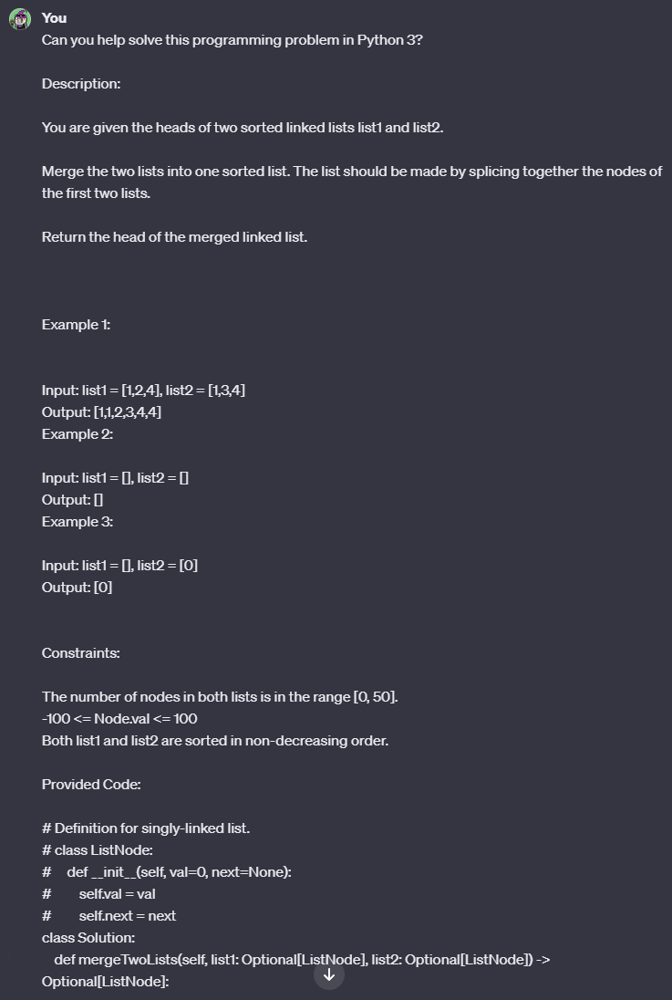 You
Can you help solve this programming problem in Python 3?
Description:
You are given the heads of two sorted linked lists list1 and list2.
Merge the two lists into one sorted list. The list should be made by splicing together the nodes of
the first two lists.
Return the head of the merged linked list.
Example 1:
Input: list1 = [1,2,4], list2 = [1,3,4]
Output: [1,1,2,3,4,4]
Example 2:
Input: list1 = [], list2 = []
Output: []
Example 3:
Input: list1 = [], list2 = [0]
Output: [0]
Constraints:
The number of nodes in both lists is in the range [0, 50].
-100 <= Node.val <= 100
Both list1 and list2 are sorted in non-decreasing order.
Provided Code:
# Definition for singly-linked list.
# class ListNode:
#     def __init__(self, val=0, next=None):
#         self.val = val
#         self.next = next
class Solution:
    def mergeTwoLists(self, list1: Optional[ListNode], list2: Optional[ListNode]) ->
Optional[ListNode]: